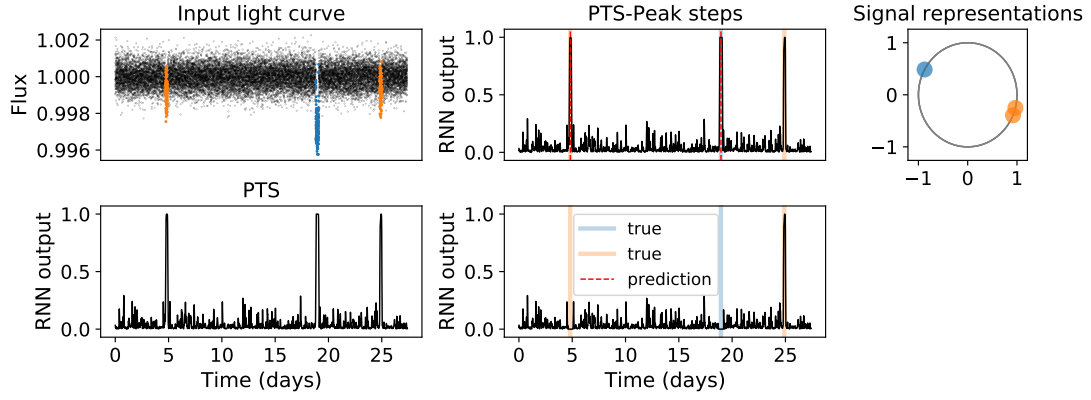 Input light curve
PTS-Peak steps
Signal representations
Flux
1.002
1.000
0.998
0.996
RNN output
1.0
0.5
0.0
1
0
−1
−1 0 1
PTS
RNN output
1.0
0.5
0.0
0 5 10 15 20 25
Time (days)
RNN output
1.0
0.5
0.0
true
true
prediction
0 5 10 15 20 25
Time (days)